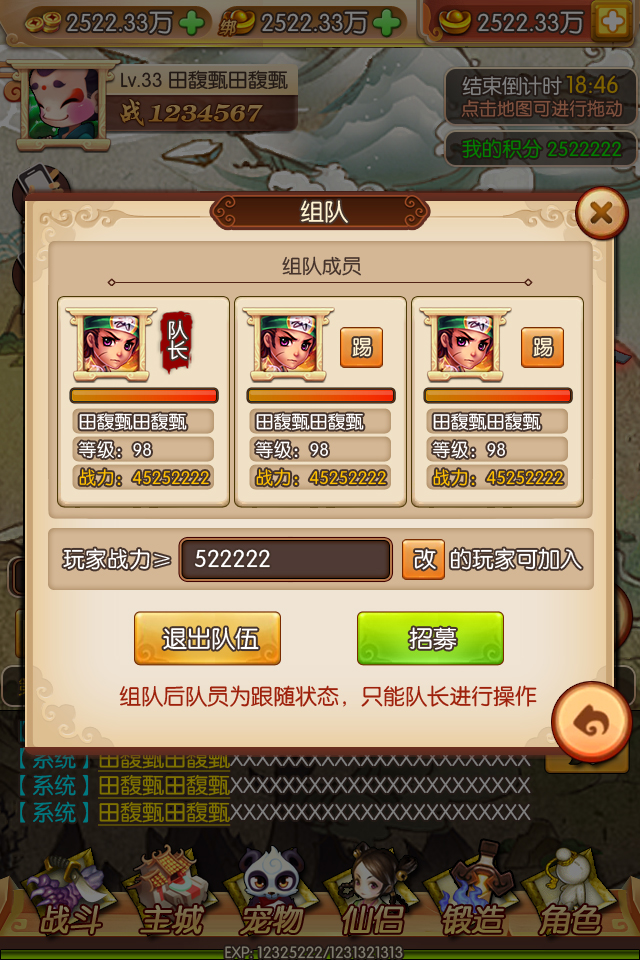 2522.33万 绑 2522.33万 2522.33万
Lv.33 田馥甄田馥甄
战 1234567
结束倒计时 18:46
点击地图可进行拖动
我的积分 2522222
组队
组队成员
队长 踢 踢
田馥甄田馥甄 田馥甄田馥甄 田馥甄田馥甄
等级：98 等级：98 等级：98
战力：45252222 战力：45252222 战力：45252222
玩家战力≥ 522222 改 的玩家可加入
退出队伍 招募
组队后队员为跟随状态，只能队长进行操作
【系统】田馥甄田馥甄XXXXXXXXXXXXXXXXXXXXXXX
【系统】田馥甄田馥甄XXXXXXXXXXXXXXXXXXXXXXX
【系统】田馥甄田馥甄XXXXXXXXXXXXXXXXXXXXXXX
战斗 主城 宠物 仙侣 锻造 角色
EXP: 12325222/1231321313